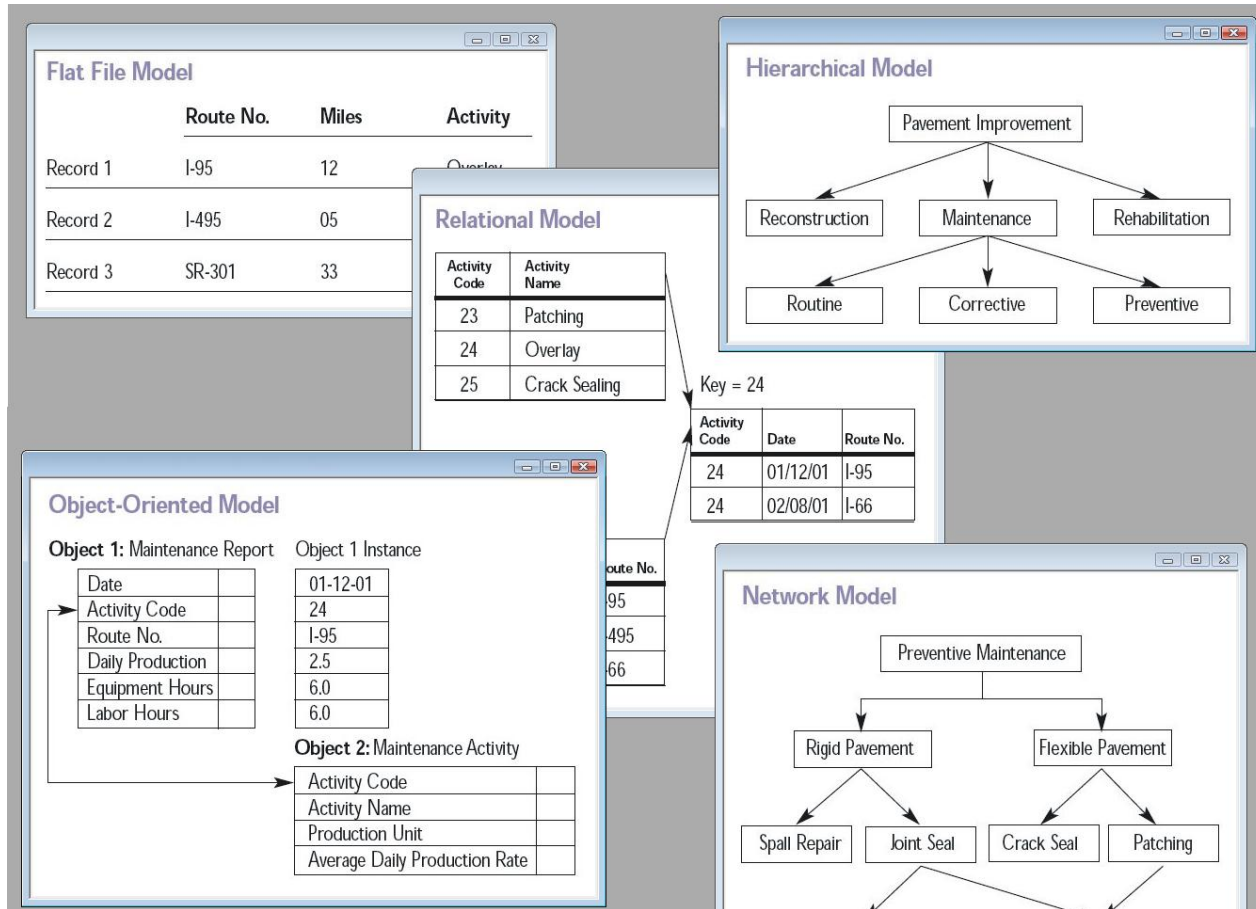 Flat File Model
Route No. Miles Activity
Record 1 I-95 12
Record 2 I-495 05
Record 3 SR-301 33
Relational Model
Activity Code Activity Name
23 Patching
24 Overlay
25 Crack Sealing
Key = 24
Activity Code Date Route No.
24 01/12/01 I-95
24 02/08/01 I-66
oute No.
-95
-495
-66
Hierarchical Model
Pavement Improvement
Reconstruction Maintenance Rehabilitation
Routine Corrective Preventive
Object-Oriented Model
Object 1: Maintenance Report Object 1 Instance
Date 01-12-01
Activity Code 24
Route No. I-95
Daily Production 2.5
Equipment Hours 6.0
Labor Hours 6.0
Object 2: Maintenance Activity
Activity Code
Activity Name
Production Unit
Average Daily Production Rate
Network Model
Preventive Maintenance
Rigid Pavement Flexible Pavement
Spall Repair Joint Seal Crack Seal Patching